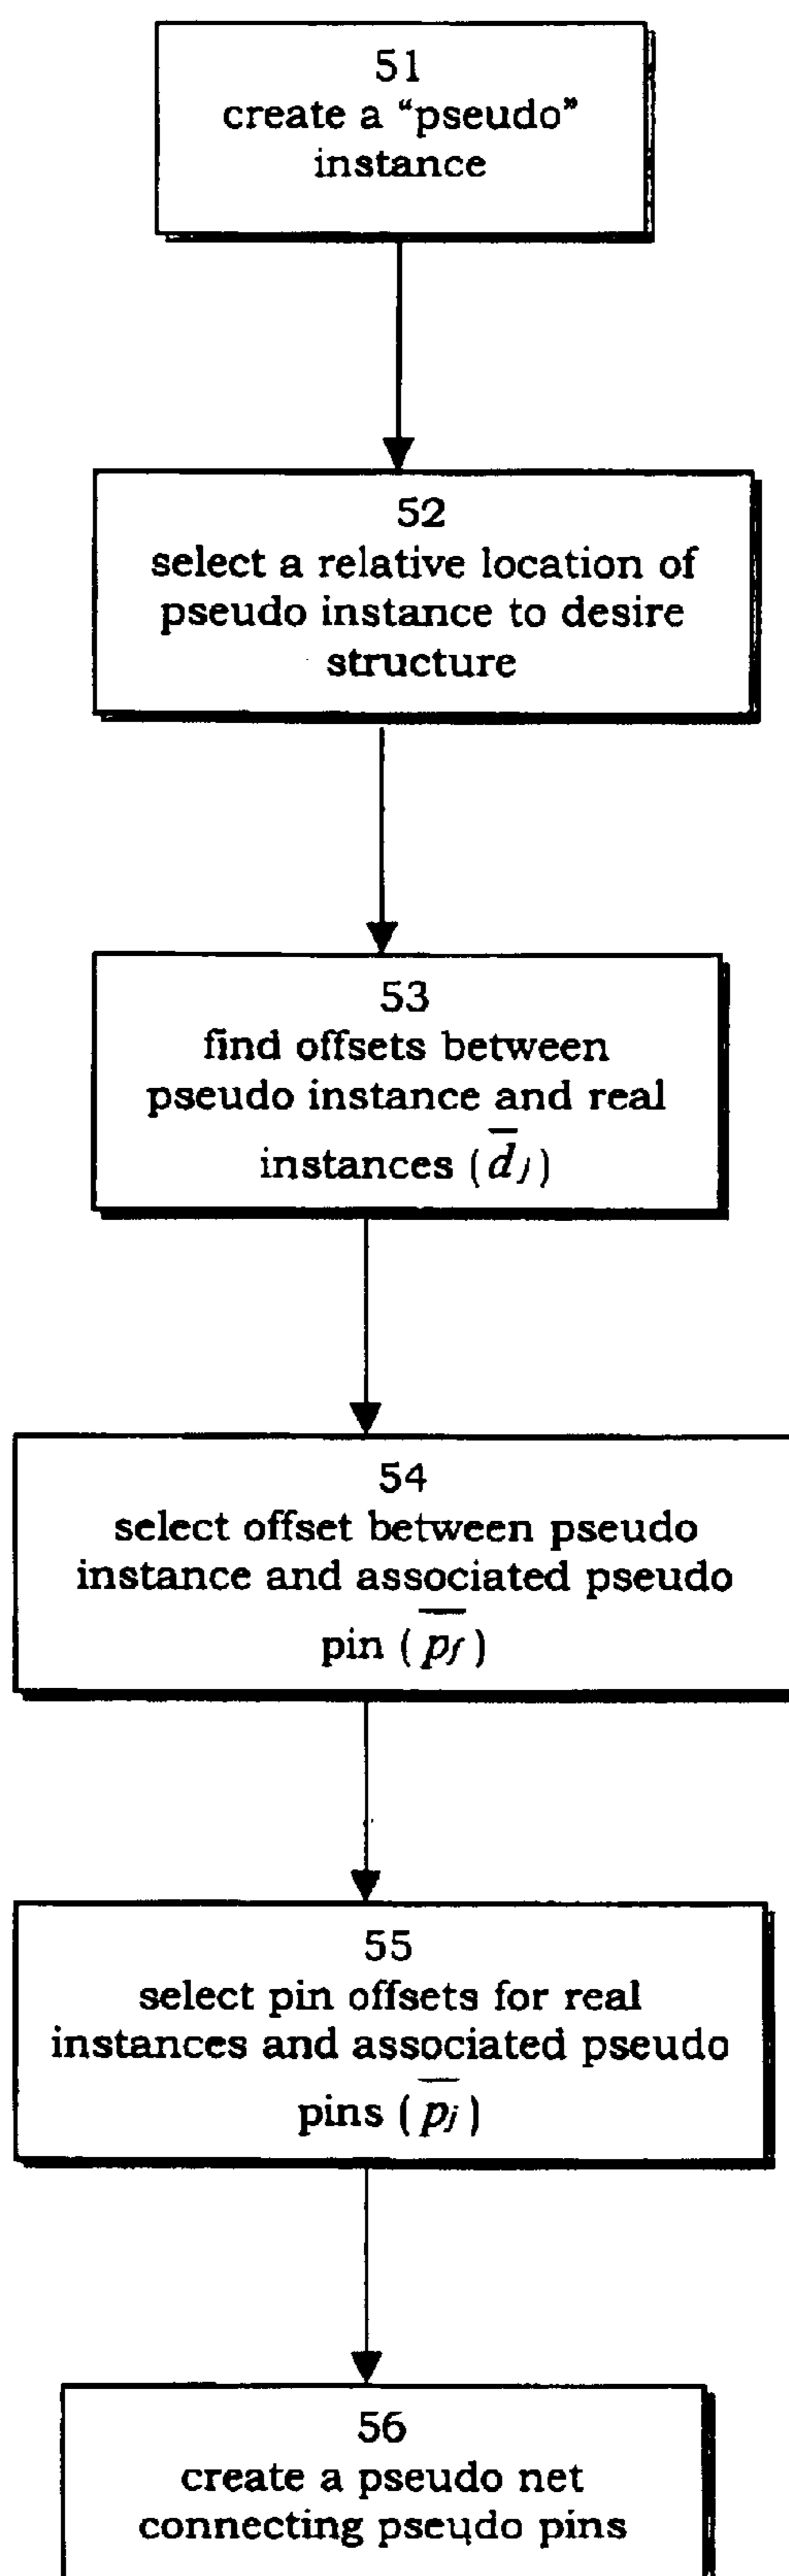 51
create a “pseudo”
instance
52
select a relative location of
pseudo instance to desire
structure
53
find offsets between
pseudo instance and real
instances (d̅j)
54
select offset between pseudo
instance and associated pseudo
pin (p̅f)
55
select pin offsets for real
instances and associated pseudo
pins (p̅j)
56
create a pseudo net
connecting pseudo pins